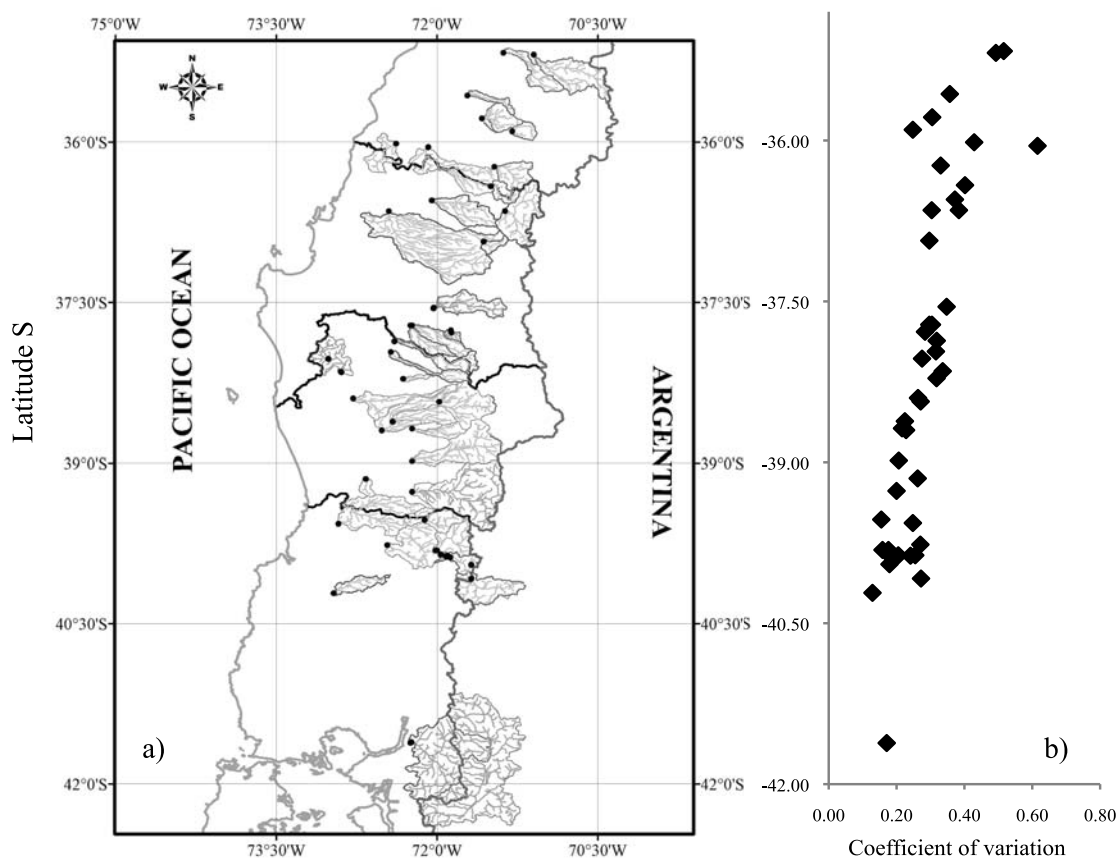 75°0'W 73°30'W 72°0'W 70°30'W
N
W E
S
36°0'S 36°0'S
37°30'S 37°30'S
39°0'S 39°0'S
40°30'S 40°30'S
42°0'S 42°0'S
Latitude S
PACIFIC OCEAN
ARGENTINA
a)
73°30'W 72°0'W 70°30'W
-36.00
-37.50
-39.00
-40.50
-42.00
b)
0.00 0.20 0.40 0.60 0.80
Coefficient of variation